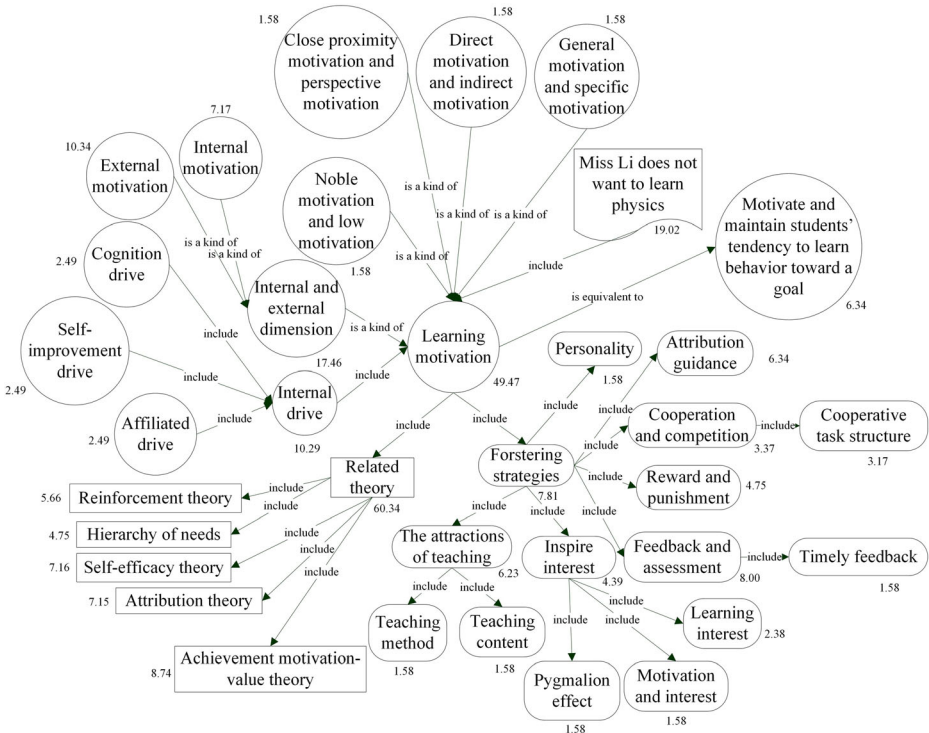 1.58
Close proximity
motivation and
perspective
motivation
1.58
Direct
motivation
and indirect
motivation
1.58
General
motivation
and specific
motivation
7.17
Internal
motivation
10.34
External
motivation
Noble
motivation
and low
motivation
1.58
Miss Li does not
want to learn
physics
19.02
Motivate and
maintain students’
tendency to learn
behavior toward a
goal
6.34
is a kind of
is a kind of
is a kind of
is a kind of
is a kind of
is a kind of
Cognition
drive
2.49
Internal and
external
dimension
17.46
include
is equivalent to
is a kind of
Self-
improvement
drive
2.49
include
include
Learning
motivation
49.47
include
Internal
drive
10.29
Affiliated
drive
2.49
include
Personality
1.58
Attribution
guidance
6.34
include
include
include
include
Cooperation
and competition
3.37
include
Cooperative
task structure
3.17
Related
theory
60.34
Forstering
strategies
7.81
include
include
Reward and
punishment
4.75
include
5.66
Reinforcement theory
include
4.75
Hierarchy of needs
include
7.16
Self-efficacy theory
include
7.15
Attribution theory
include
8.74
Achievement motivation-
value theory
include
include
include
The attractions
of teaching
6.23
Inspire
interest
4.39
Feedback and
assessment
8.00
include
Timely feedback
1.58
include
include
Teaching
method
1.58
Teaching
content
1.58
include
include
include
Learning
interest
2.38
Pygmalion
effect
1.58
Motivation
and interest
1.58